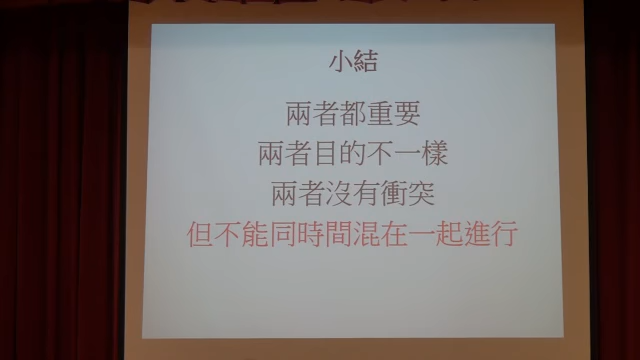 小結
兩者都重要
兩者目的不一樣
兩者沒有衝突
但不能同時間混在一起進行